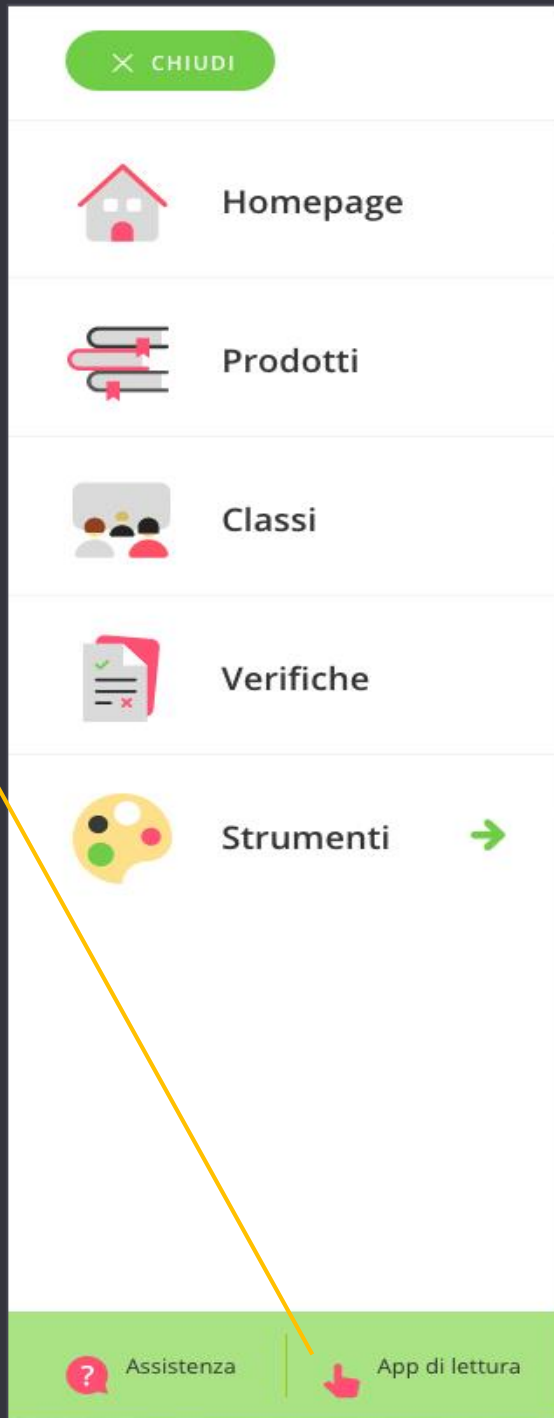 CHIUDI
Homepage
Prodotti
Classi
Verifiche
Strumenti
? Assistenza
App di lettura